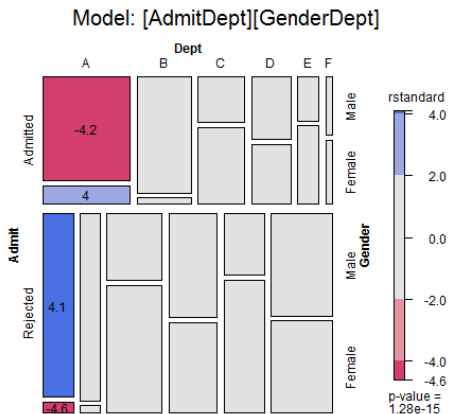 Model: [AdmitDept][GenderDept]
Dept
A B C D E F
Admit
Admitted
Rejected
-4.2
4
4.1
-4.6
Male
Female
Male
Female
Gender
rstandard
4.0
2.0
0.0
-2.0
-4.0
-4.6
p-value =
1.28e-15